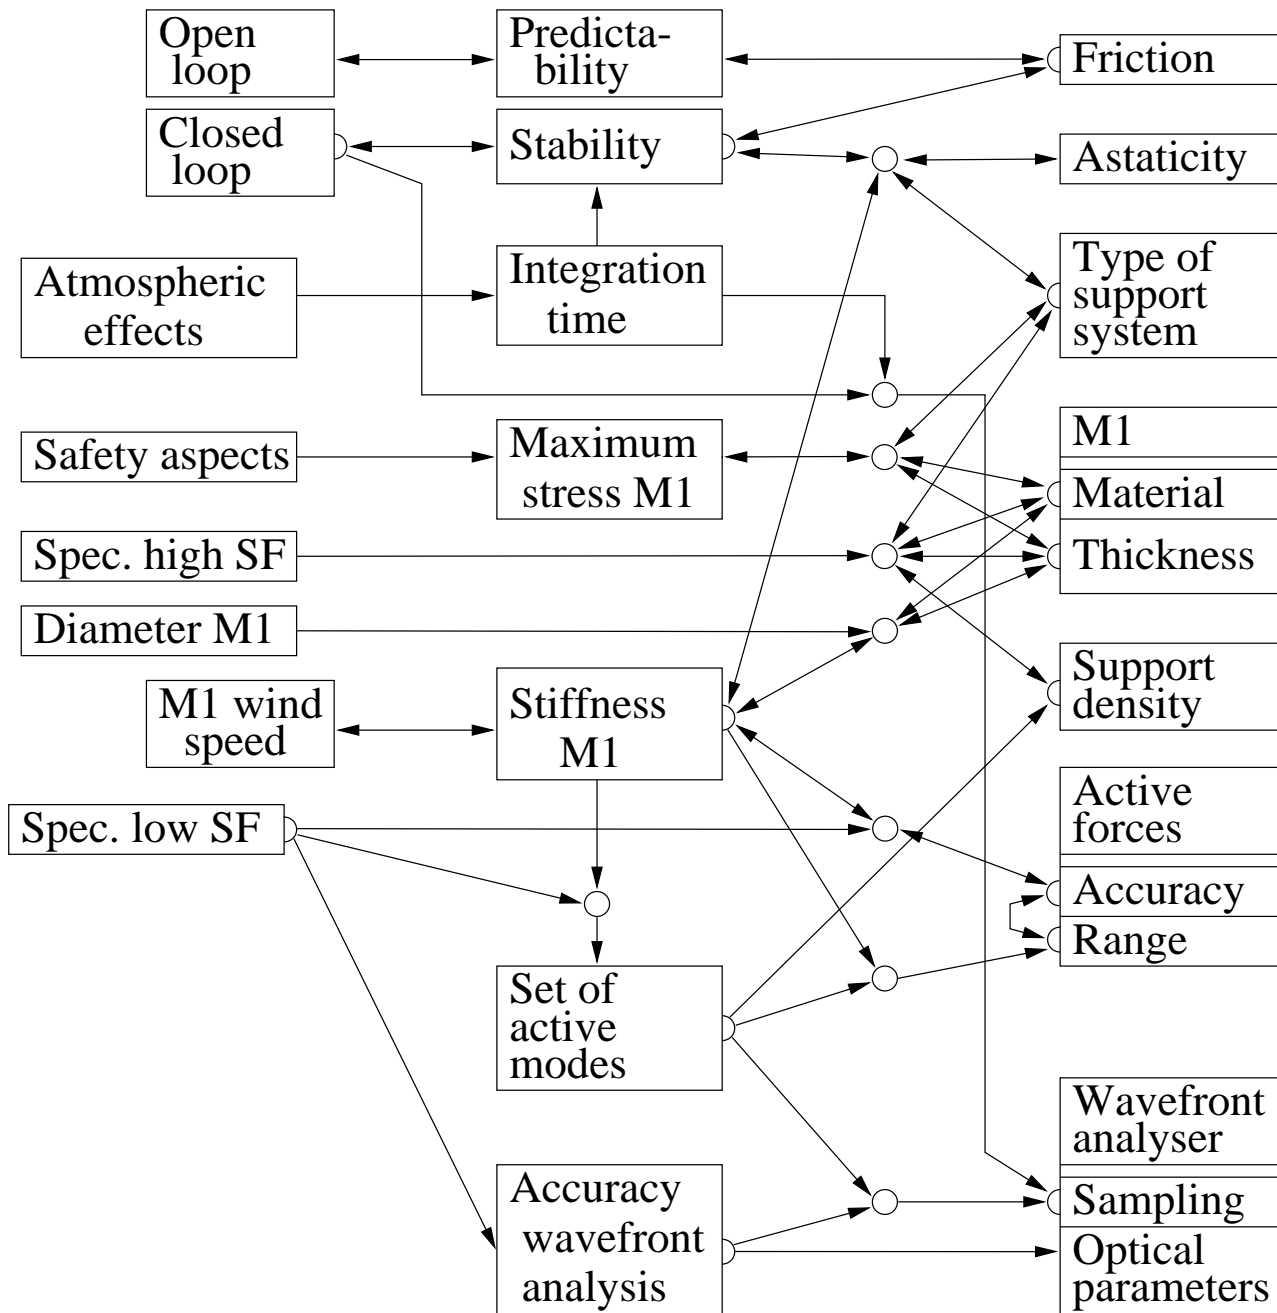 Open
loop
Closed
loop
Atmospheric
effects
Safety aspects
Spec. high SF
Diameter M1
M1 wind
speed
Spec. low SF
Predicta-
bility
Stability
Integration
time
Maximum
stress M1
Stiffness
M1
Set of
active
modes
Accuracy
wavefront
analysis
Friction
Astaticity
Type of
support
system
M1
Material
Thickness
Support
density
Active
forces
Accuracy
Range
Wavefront
analyser
Sampling
Optical
parameters